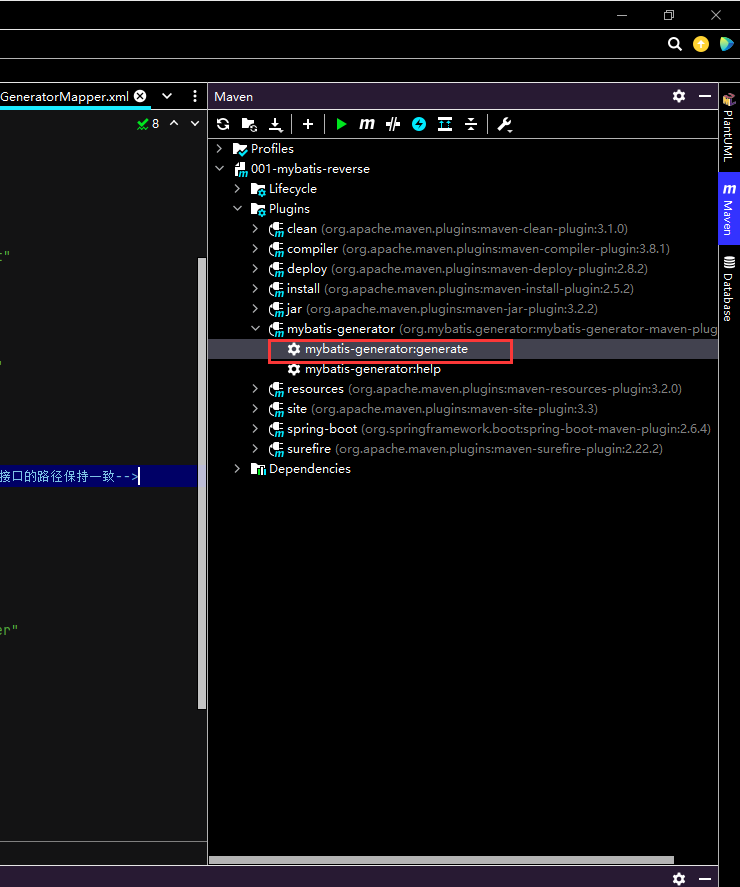 GeneratorMapper.xml
Maven
8
t"
"
接口的路径保持一致-->
er"
Profiles
001-mybatis-reverse
Lifecycle
Plugins
clean (org.apache.maven.plugins:maven-clean-plugin:3.1.0)
compiler (org.apache.maven.plugins:maven-compiler-plugin:3.8.1)
deploy (org.apache.maven.plugins:maven-deploy-plugin:2.8.2)
install (org.apache.maven.plugins:maven-install-plugin:2.5.2)
jar (org.apache.maven.plugins:maven-jar-plugin:3.2.2)
mybatis-generator (org.mybatis.generator:mybatis-generator-maven-plug
mybatis-generator:generate
mybatis-generator:help
resources (org.apache.maven.plugins:maven-resources-plugin:3.2.0)
site (org.apache.maven.plugins:maven-site-plugin:3.3)
spring-boot (org.springframework.boot:spring-boot-maven-plugin:2.6.4)
surefire (org.apache.maven.plugins:maven-surefire-plugin:2.22.2)
Dependencies
PlantUML
Maven
Database